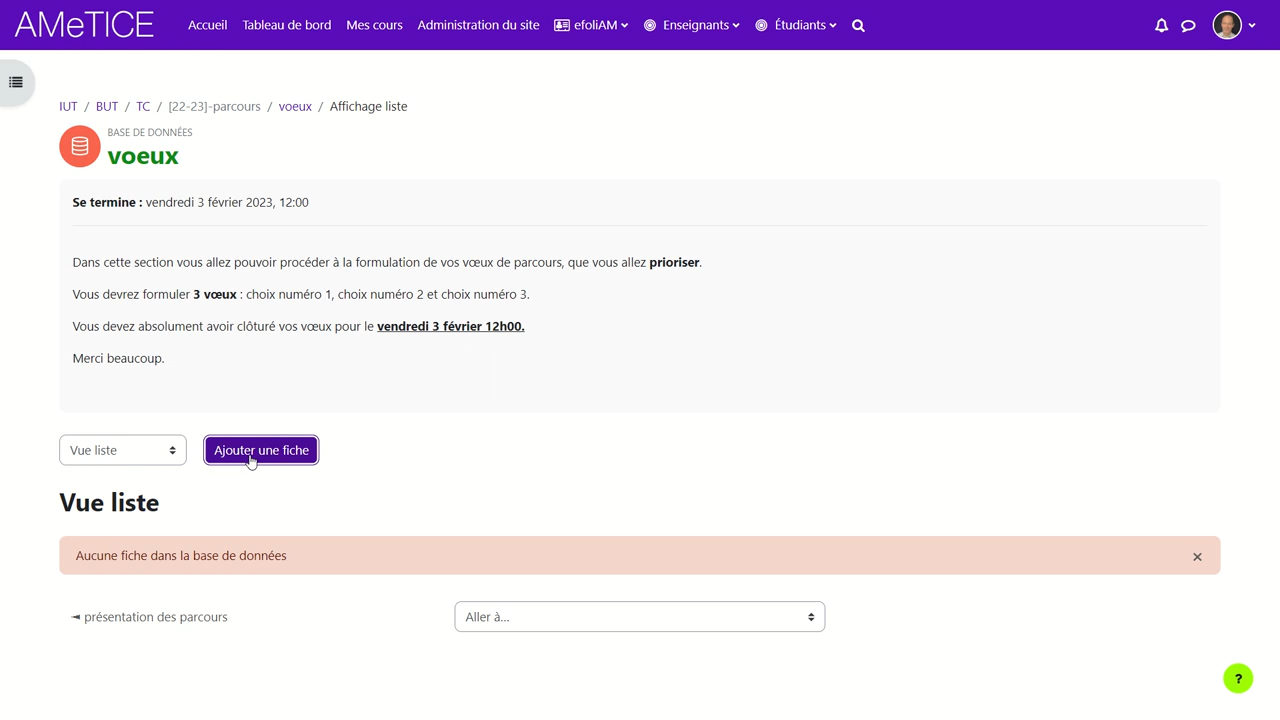 AMeTICE
Accueil Tableau de bord Mes cours Administration du site efoliAM Enseignants Étudiants
IUT / BUT / TC / [22-23]-parcours / voeux / Affichage liste
BASE DE DONNÉES
voeux
Se termine : vendredi 3 février 2023, 12:00
Dans cette section vous allez pouvoir procéder à la formulation de vos vœux de parcours, que vous allez prioriser.
Vous devrez formuler 3 vœux : choix numéro 1, choix numéro 2 et choix numéro 3.
Vous devez absolument avoir clôturé vos vœux pour le vendredi 3 février 12h00.
Merci beaucoup.
Vue liste Ajouter une fiche
Vue liste
Aucune fiche dans la base de données ×
◄ présentation des parcours Aller à...
?